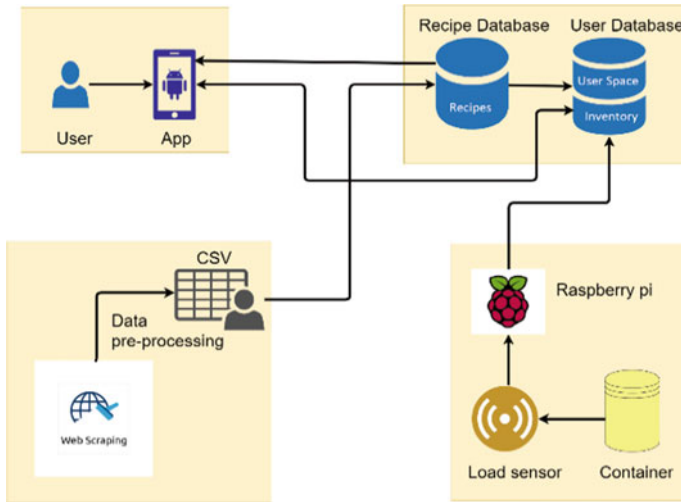 Recipe Database
User Database
User Space
Recipes
Inventory
User
App
CSV
Data
pre-processing
Web Scraping
Raspberry pi
Load sensor
Container